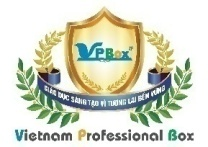 VPBox
GIÁO DỤC SÁNG TẠO VÌ TƯƠNG LAI BỀN VỮNG
Vietnam Professional Box